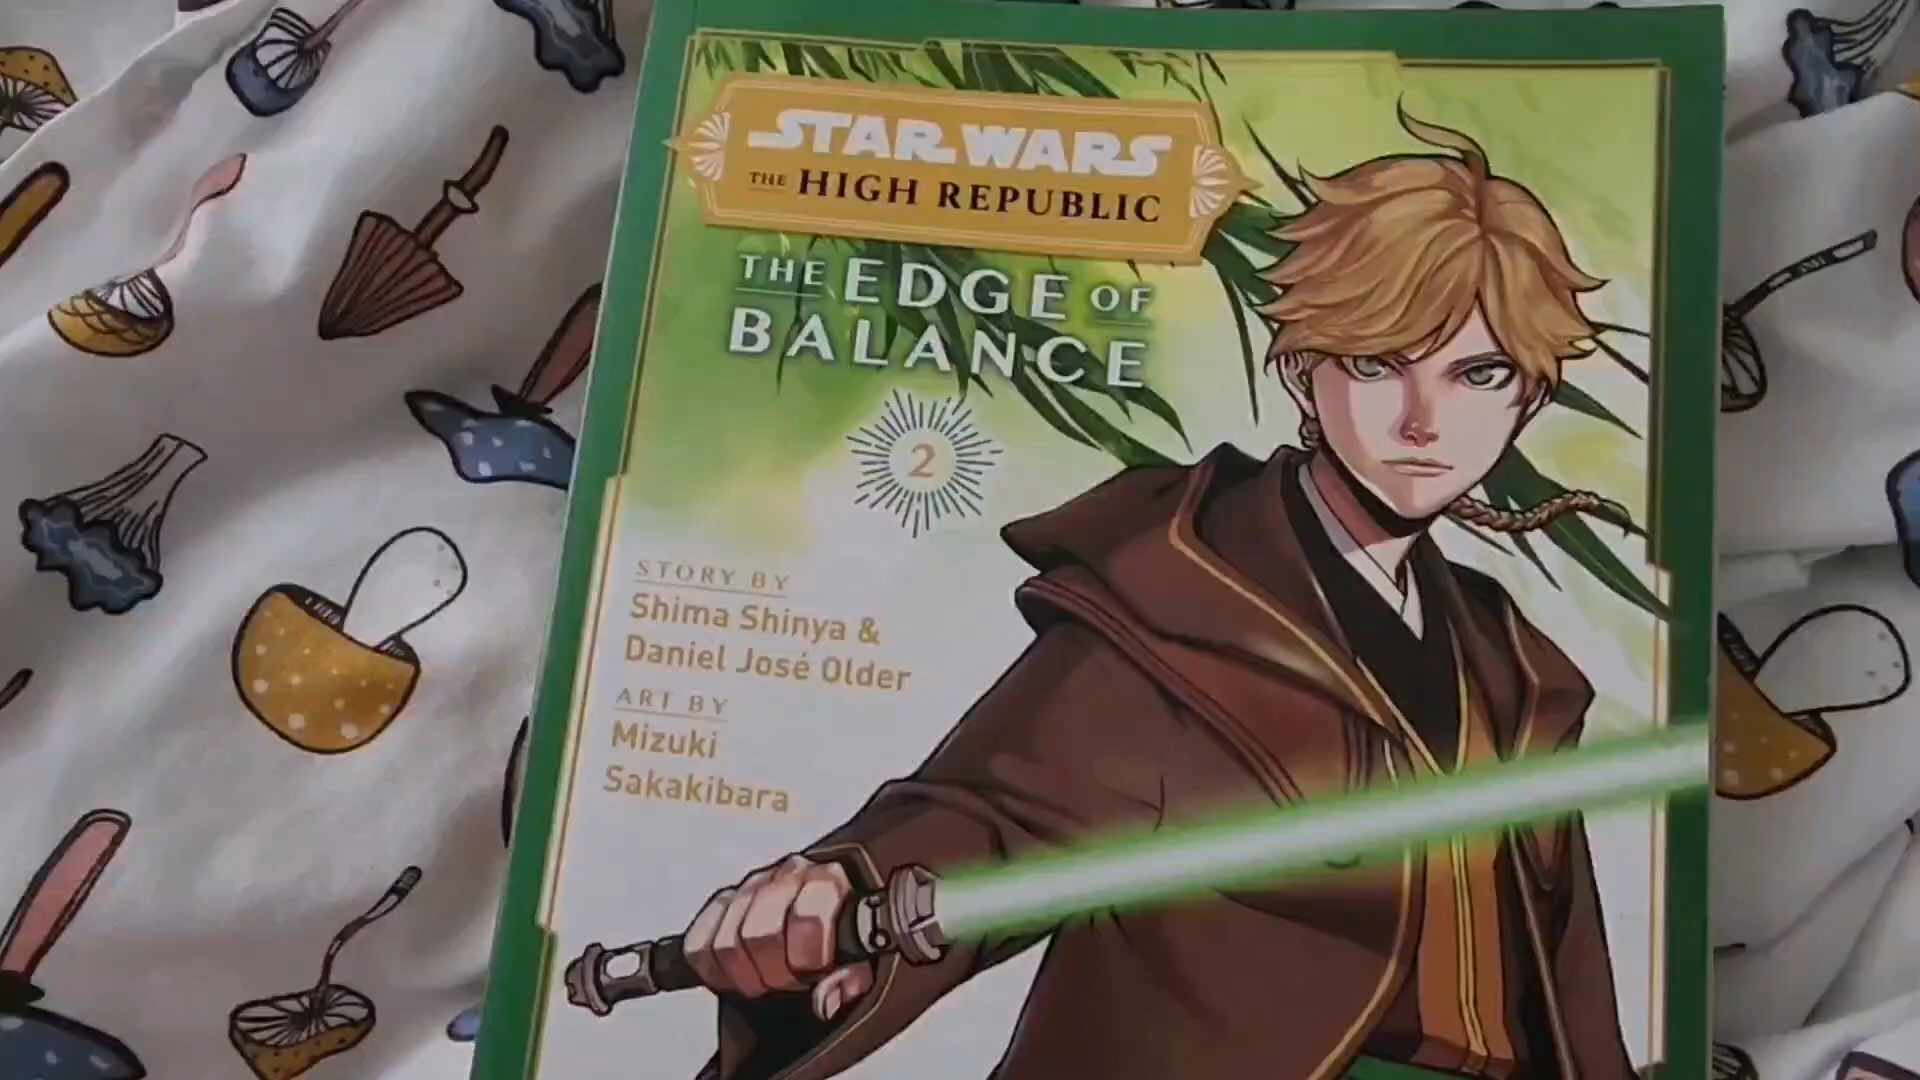 STAR WARS
THE HIGH REPUBLIC
THE EDGE OF
BALANCE
2
STORY BY
Shima Shinya &
Daniel José Older
ART BY
Mizuki
Sakakibara